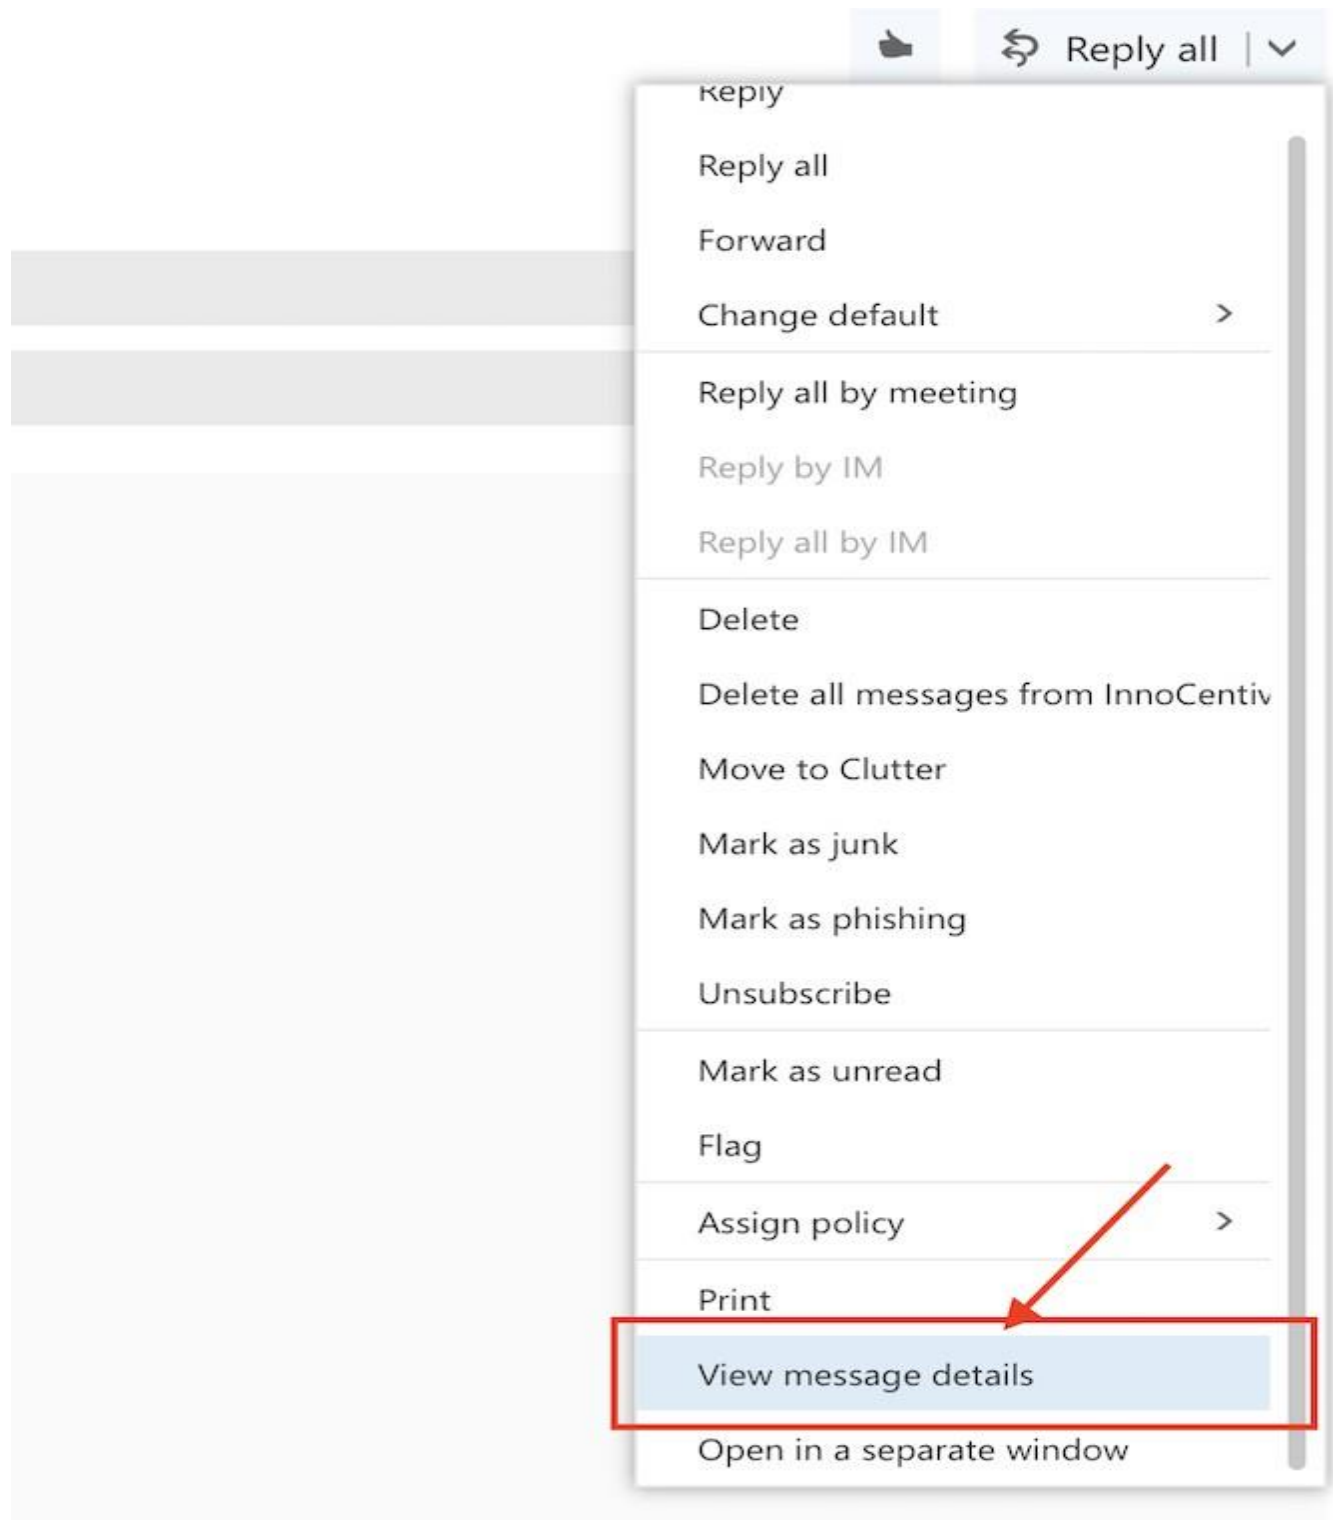 Reply all
Reply
Reply all
Forward
Change default
Reply all by meeting
Reply by IM
Reply all by IM
Delete
Delete all messages from InnoCentiv
Move to Clutter
Mark as junk
Mark as phishing
Unsubscribe
Mark as unread
Flag
Assign policy
Print
View message details
Open in a separate window